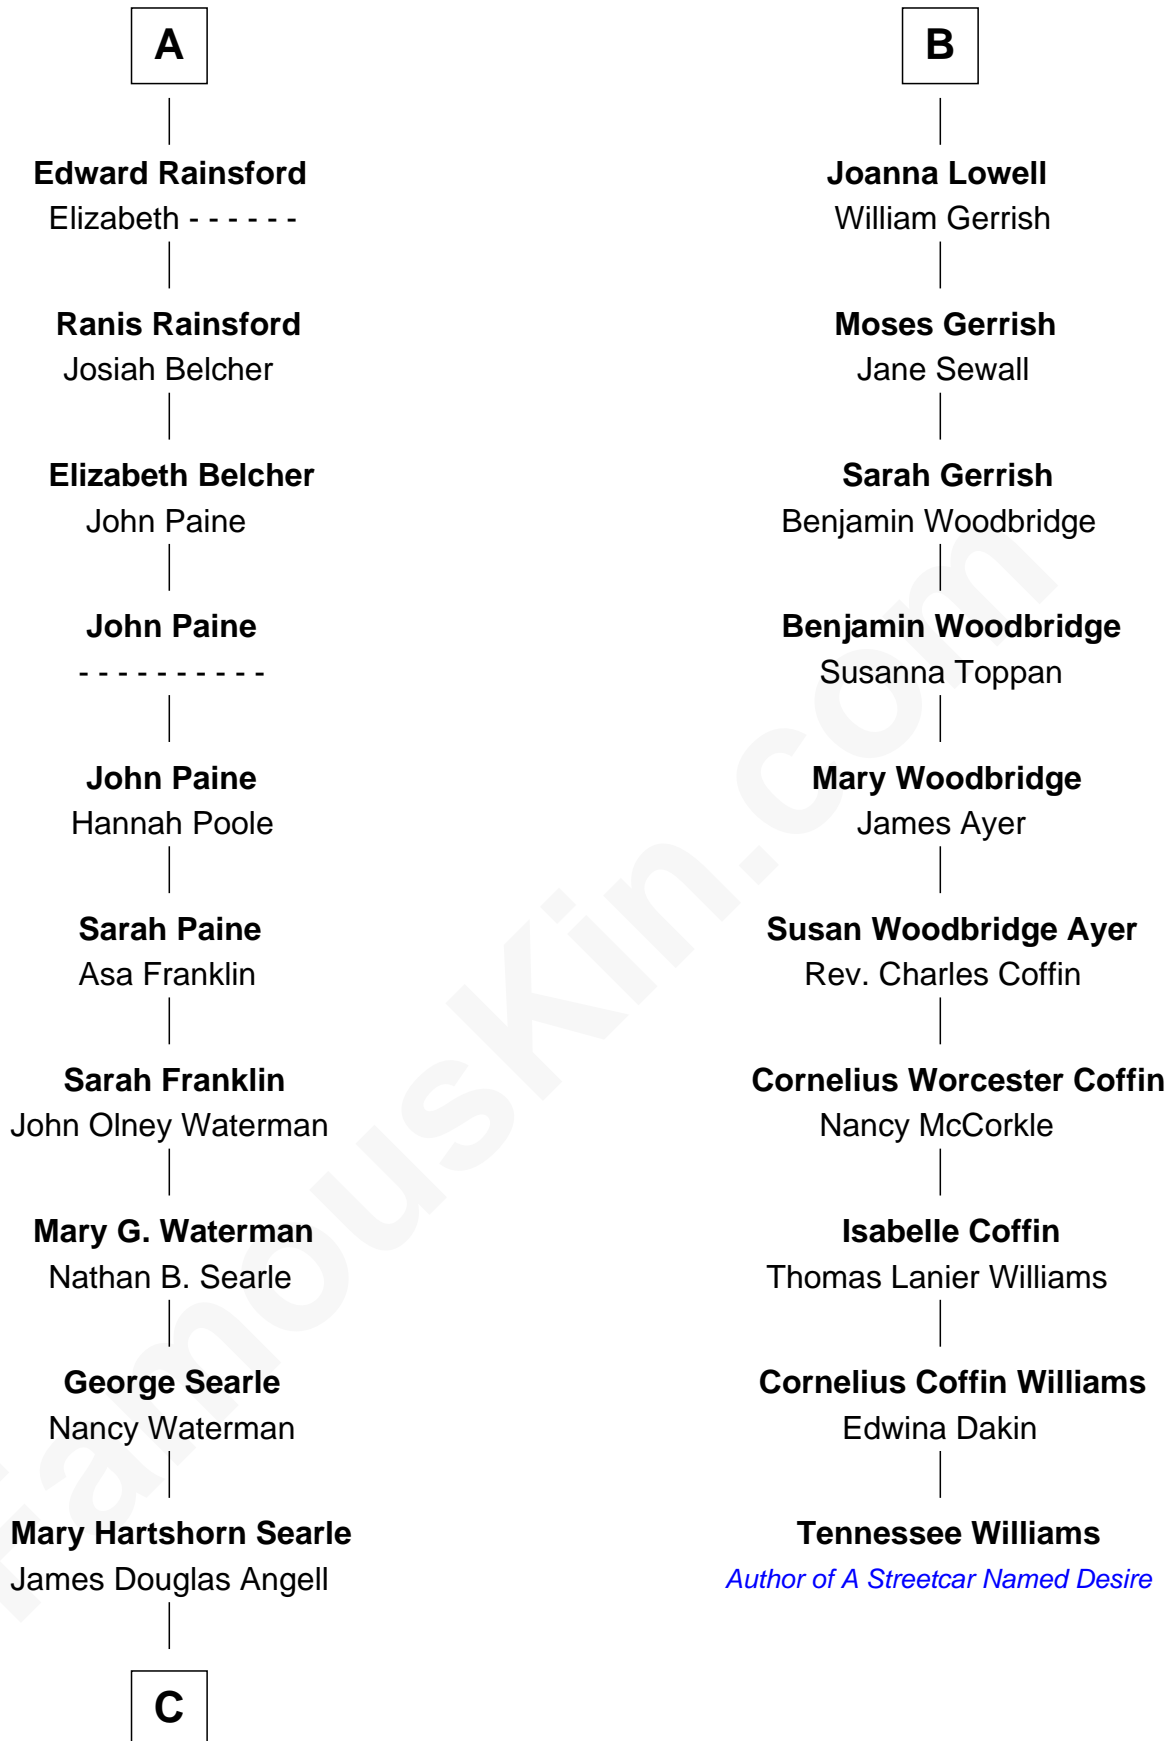 A
Edward Rainsford
Elizabeth - - - - - -
Ranis Rainsford
Josiah Belcher
Elizabeth Belcher
John Paine
John Paine
- - - - - - - - - -
John Paine
Hannah Poole
Sarah Paine
Asa Franklin
Sarah Franklin
John Olney Waterman
Mary G. Waterman
Nathan B. Searle
George Searle
Nancy Waterman
Mary Hartshorn Searle
James Douglas Angell
C
B
Joanna Lowell
William Gerrish
Moses Gerrish
Jane Sewall
Sarah Gerrish
Benjamin Woodbridge
Benjamin Woodbridge
Susanna Toppan
Mary Woodbridge
James Ayer
Susan Woodbridge Ayer
Rev. Charles Coffin
Cornelius Worcester Coffin
Nancy McCorkle
Isabelle Coffin
Thomas Lanier Williams
Cornelius Coffin Williams
Edwina Dakin
Tennessee Williams
Author of A Streetcar Named Desire
FamousKin.com